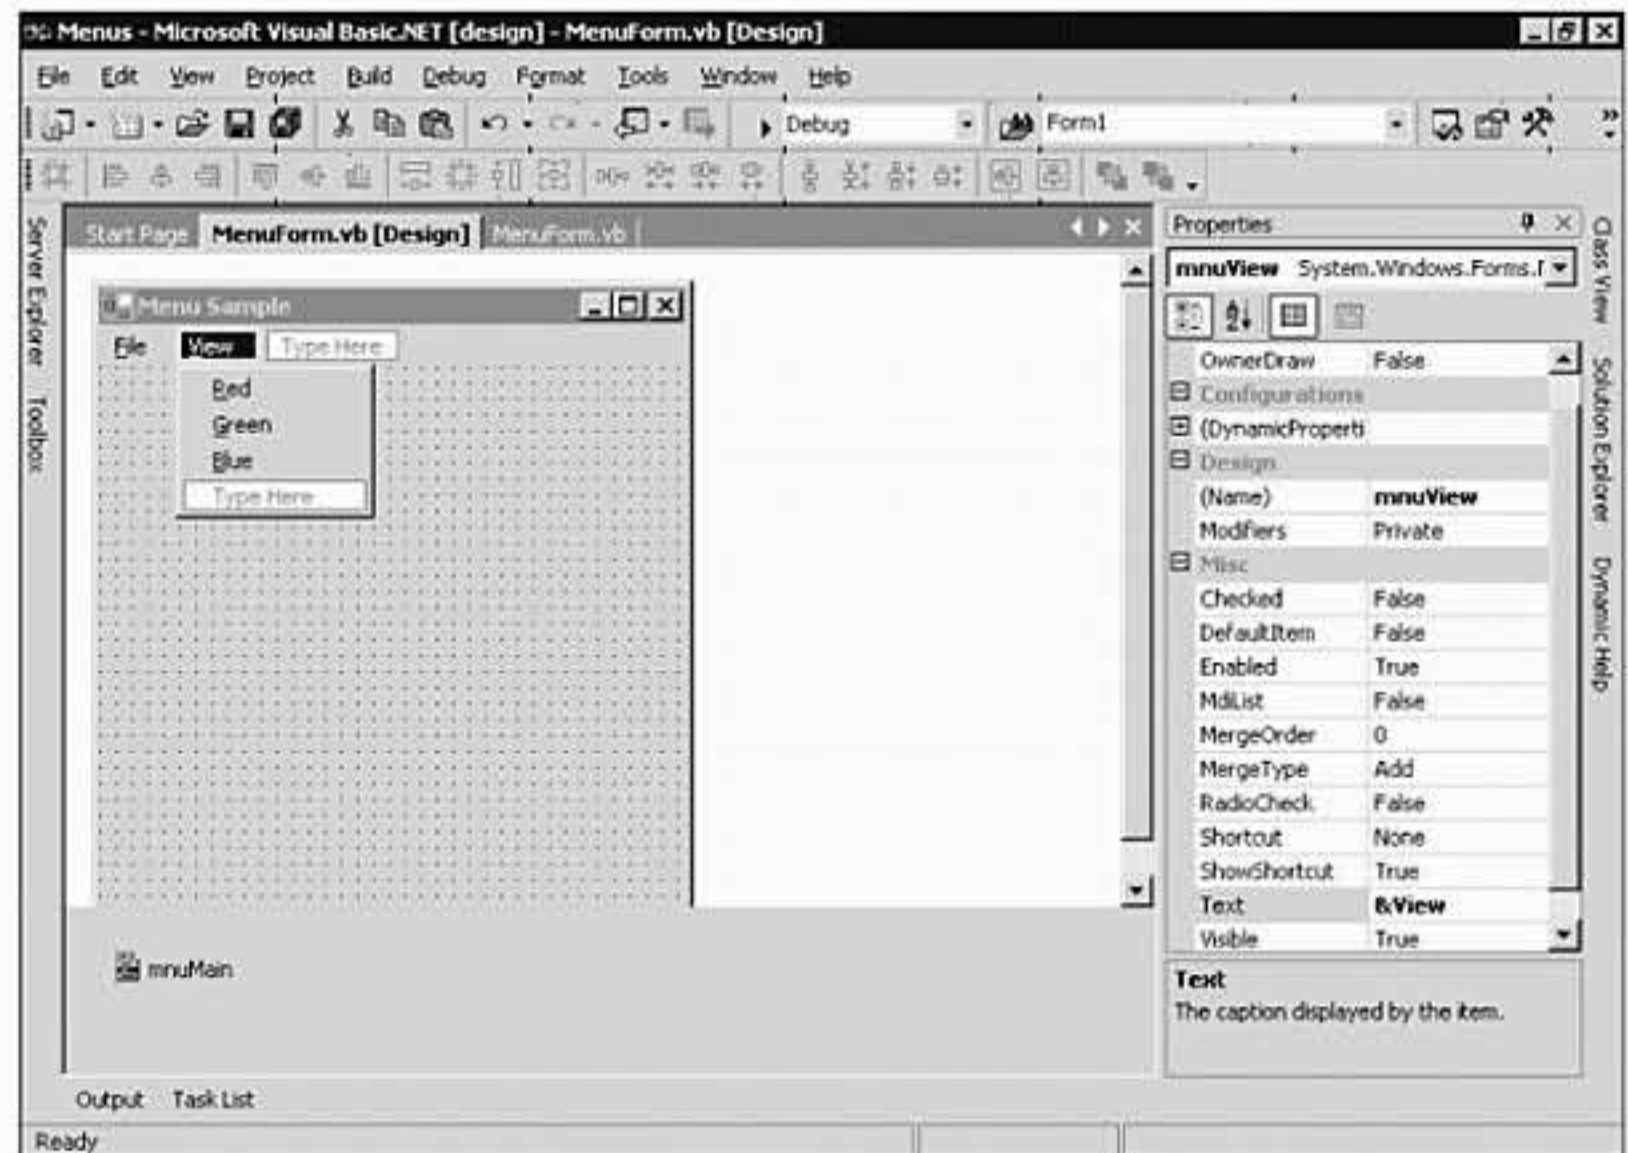 Menus - Microsoft Visual Basic.NET [design] - MenuForm.vb [Design]
File Edit View Project Build Debug Format Tools Window Help
Debug Form1
Server Explorer
Toolbox
Start Page MenuForm.vb [Design] MenuForm.vb
Menu Sample
File View Type Here
Red
Green
Blue
Type Here
mnuMain
Properties
mnuView System.Windows.Forms.
OwnerDraw False
Configurations
(DynamicProperti
Design
(Name) mnuView
Modifiers Private
Misc
Checked False
DefaultItem False
Enabled True
MdiList False
MergeOrder 0
MergeType Add
RadioCheck False
Shortcut None
ShowShortcut True
Text &View
Visible True
Text
The caption displayed by the item.
Class View
Solution Explorer
Dynamic Help
Output Task List
Ready